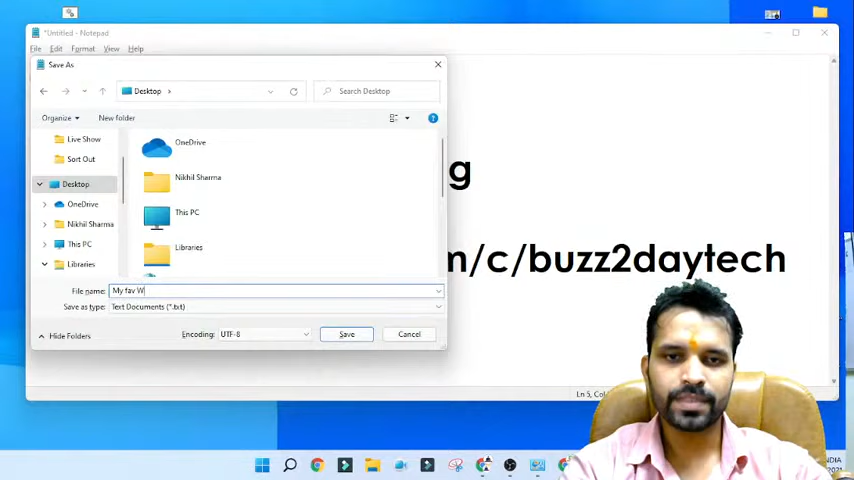 *Untitled - Notepad
File Edit Format View Help
Save As
Desktop
Search Desktop
Organize New folder
Live Show
Sort Out
Desktop
OneDrive
Nikhil Sharma
This PC
Libraries
OneDrive
Nikhil Sharma
This PC
Libraries
g
m/c/buzz2daytech
File name: My fav W
Save as type: Text Documents (*.txt)
Hide Folders Encoding: UTF-8 Save Cancel
Ln 5, Co